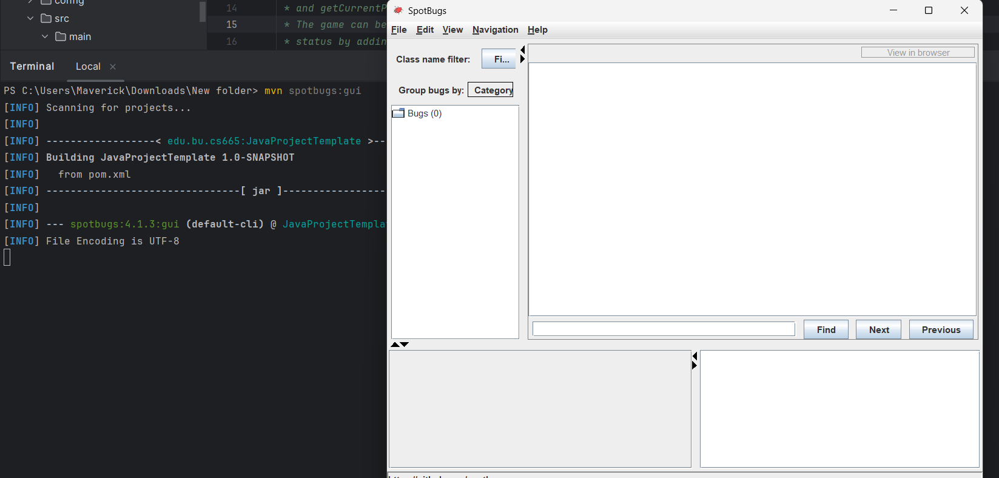 config
src
main
14 * and getCurrentP
15 * The game can be
16 * status by addin
Terminal Local ×
PS C:\Users\Maverick\Downloads\New folder> mvn spotbugs:gui
[INFO] Scanning for projects...
[INFO]
[INFO] ------------------< edu.bu.cs665:JavaProjectTemplate >--
[INFO] Building JavaProjectTemplate 1.0-SNAPSHOT
[INFO]   from pom.xml
[INFO] --------------------------------[ jar ]-----------------
[INFO]
[INFO] --- spotbugs:4.1.3:gui (default-cli) @ JavaProjectTempla
[INFO] File Encoding is UTF-8
SpotBugs
File Edit View Navigation Help
Class name filter: Fi...
View in browser
Group bugs by: Category
Bugs (0)
Find Next Previous